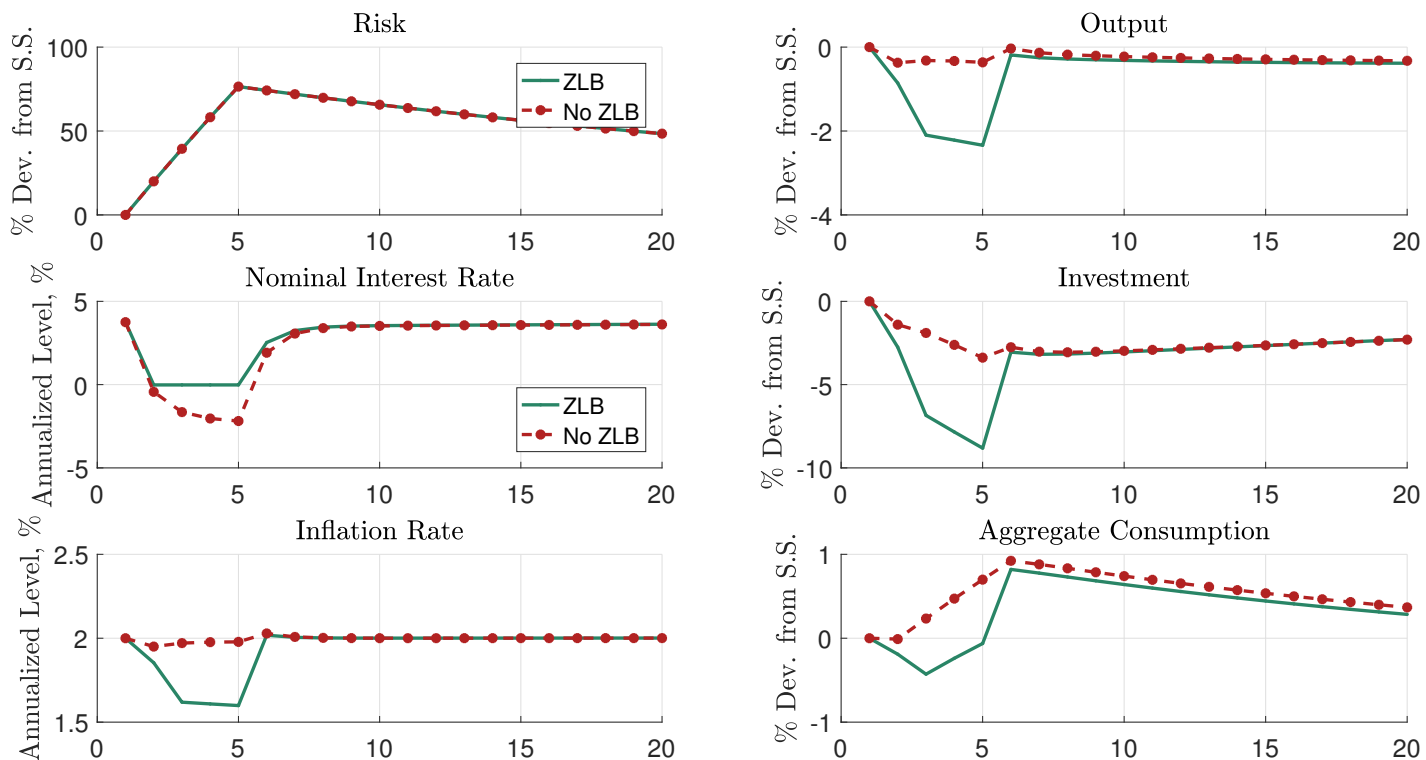 Risk
% Dev. from S.S.
100
50
0
0 5 10 15 20
ZLB
No ZLB
Output
% Dev. from S.S.
0
-2
-4
0 5 10 15 20
Nominal Interest Rate
Annualized Level, %
5
0
-5
0 5 10 15 20
ZLB
No ZLB
Investment
% Dev. from S.S.
0
-5
-10
0 5 10 15 20
Inflation Rate
Annualized Level, %
2.5
2
1.5
0 5 10 15 20
Aggregate Consumption
% Dev. from S.S.
1
0
-1
0 5 10 15 20